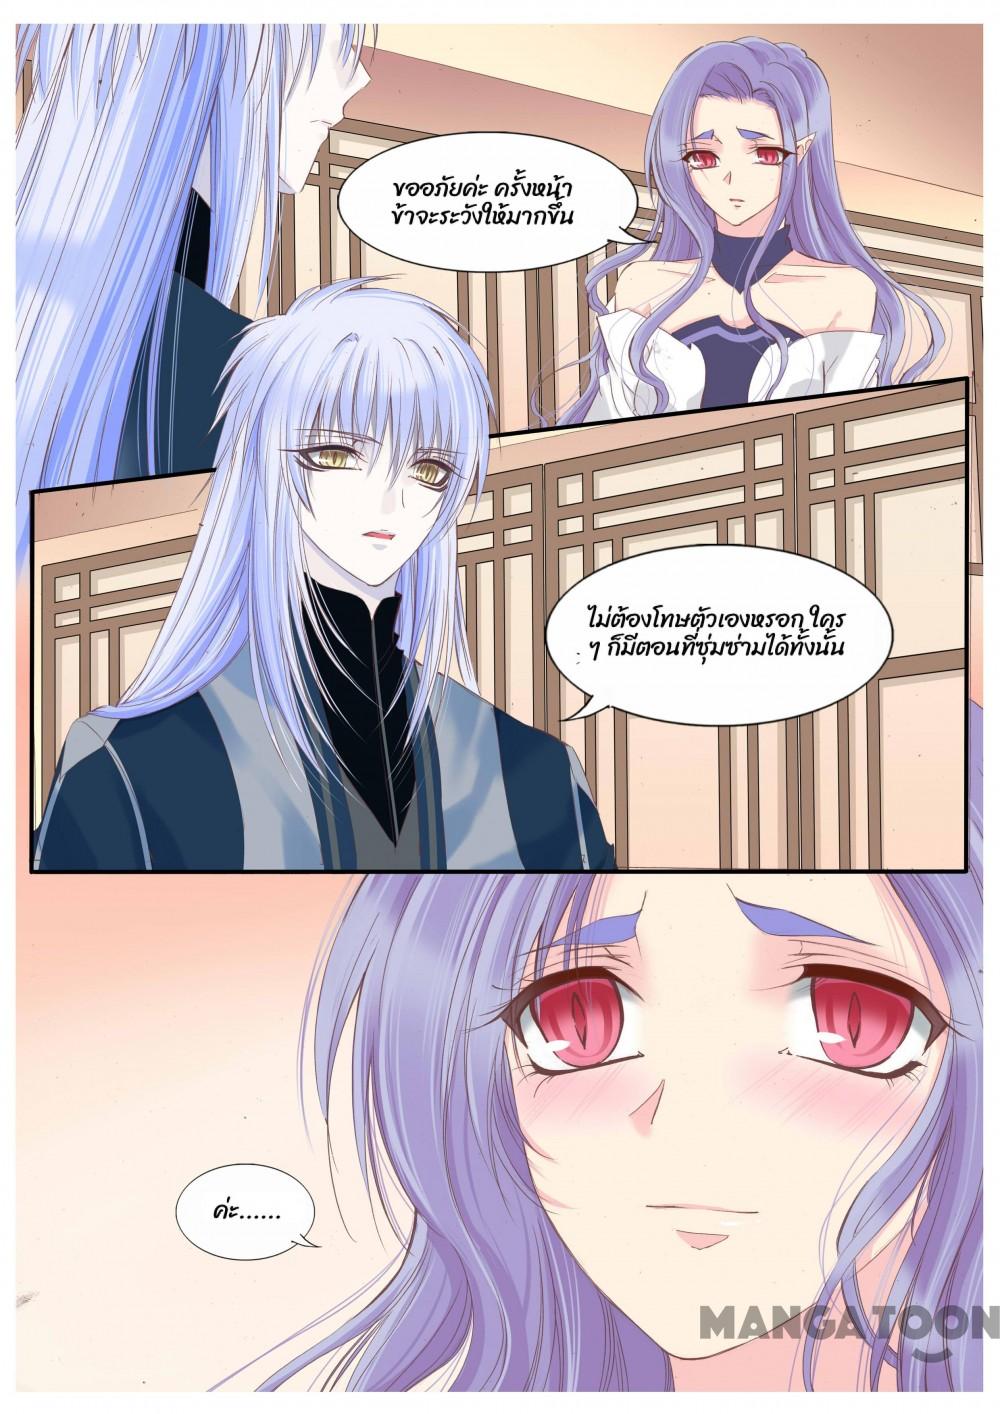 ขออภัยค่ะ ครั้งหน้า
ข้าจะระวังให้มากขึ้น
ไม่ต้องโทษตัวเองหรอก ใคร
ๆ ก็มีตอนที่ซุ่มซ่ามได้ทั้งนั้น
ค่ะ......
MANGATOON